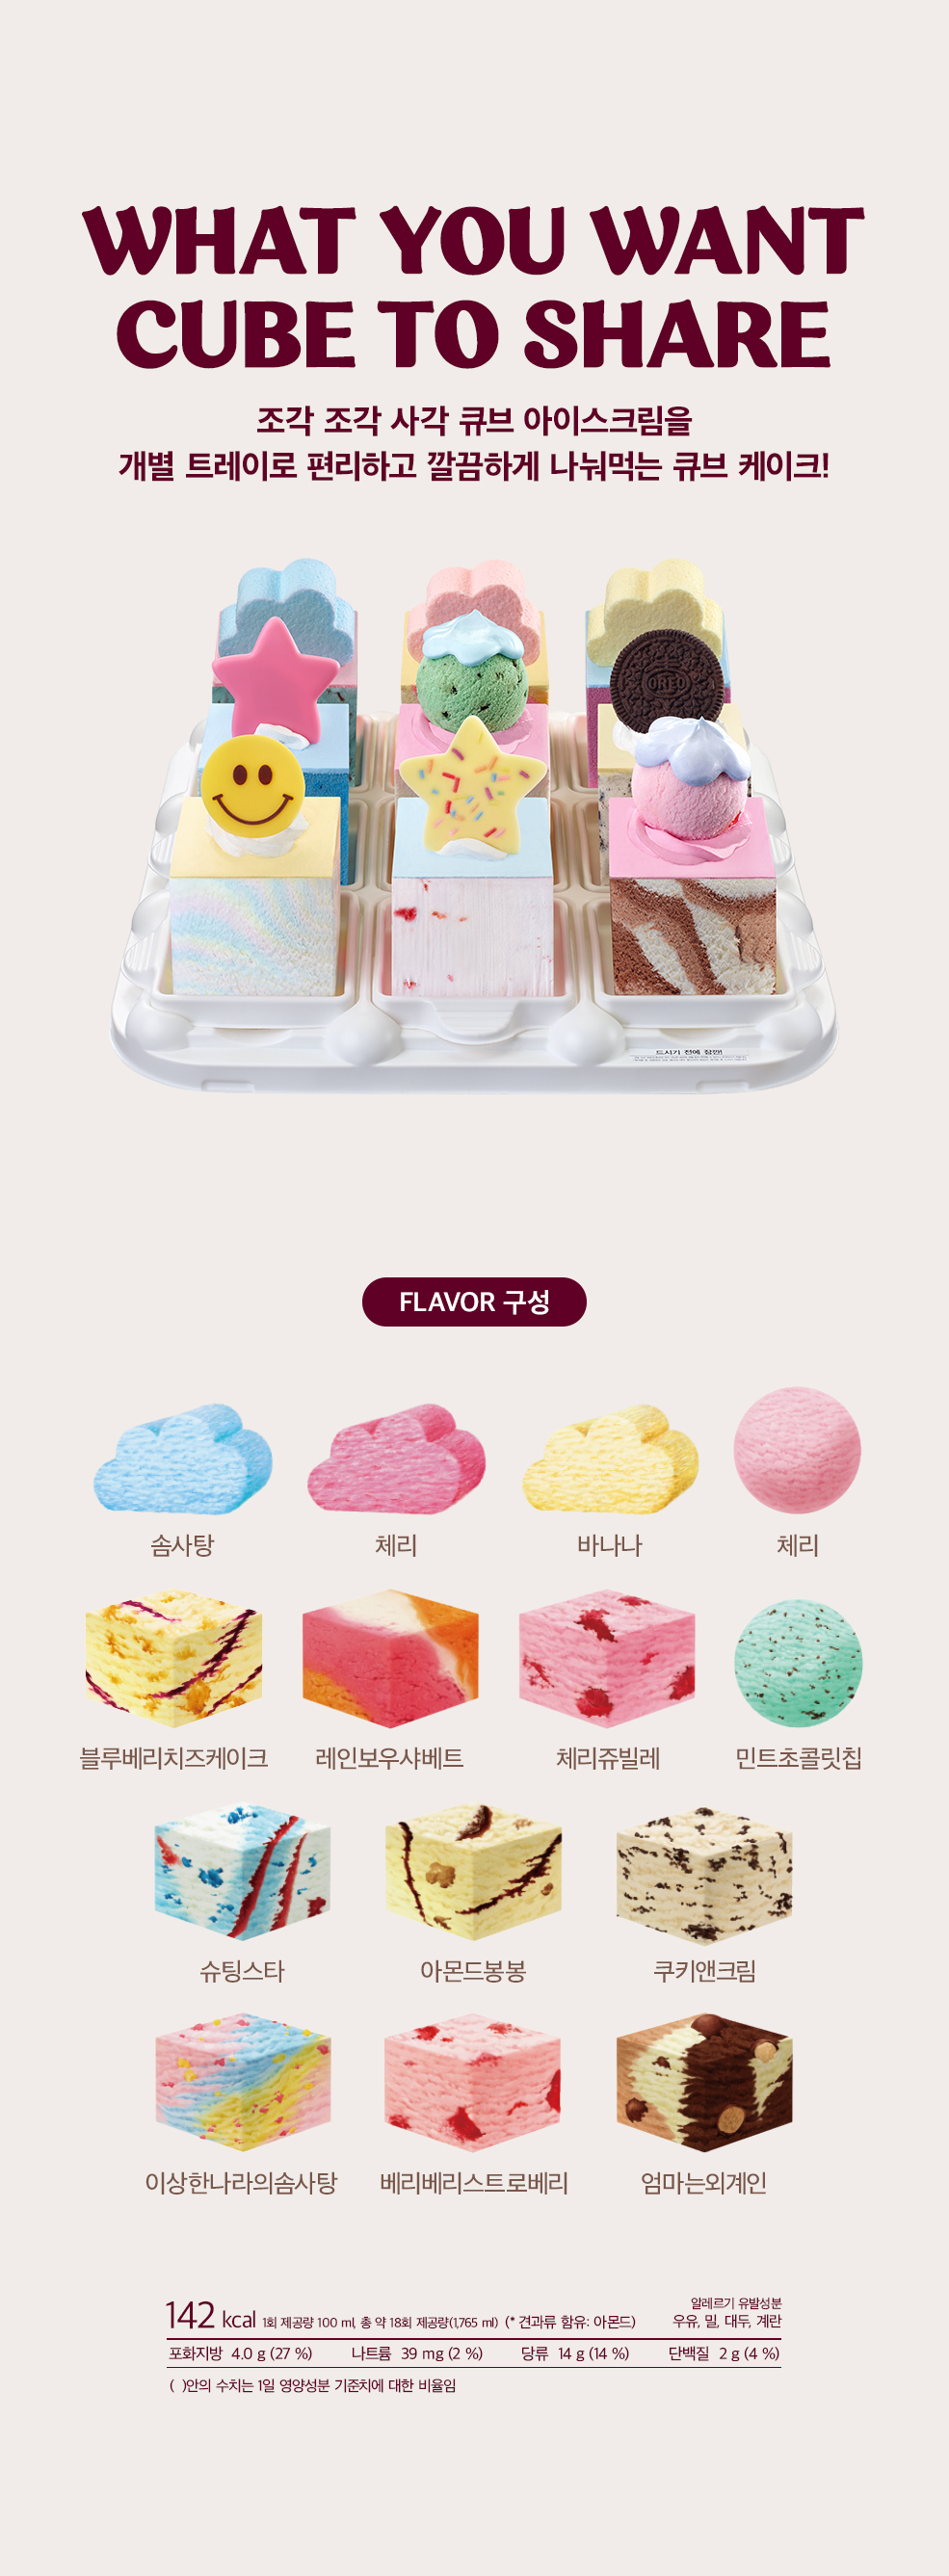 WHAT YOU WANT
CUBE TO SHARE
조각 조각 사각 큐브 아이스크림을
개별 트레이로 편리하고 깔끔하게 나눠먹는 큐브 케이크!
OREO
드시기 전에 잠깐!
FLAVOR 구성
솜사탕 체리 바나나 체리
블루베리치즈케이크 레인보우샤베트 체리쥬빌레 민트초콜릿칩
슈팅스타 아몬드봉봉 쿠키앤크림
이상한나라의솜사탕 베리베리스트로베리 엄마는외계인
알레르기 유발성분
142 kcal 1회 제공량 100 ml, 총 약 18회 제공량(1,765 ml) (* 견과류 함유: 아몬드) 우유, 밀, 대두, 계란
포화지방 4.0 g (27 %) 나트륨 39 mg (2 %) 당류 14 g (14 %) 단백질 2 g (4 %)
( )안의 수치는 1일 영양성분 기준치에 대한 비율임